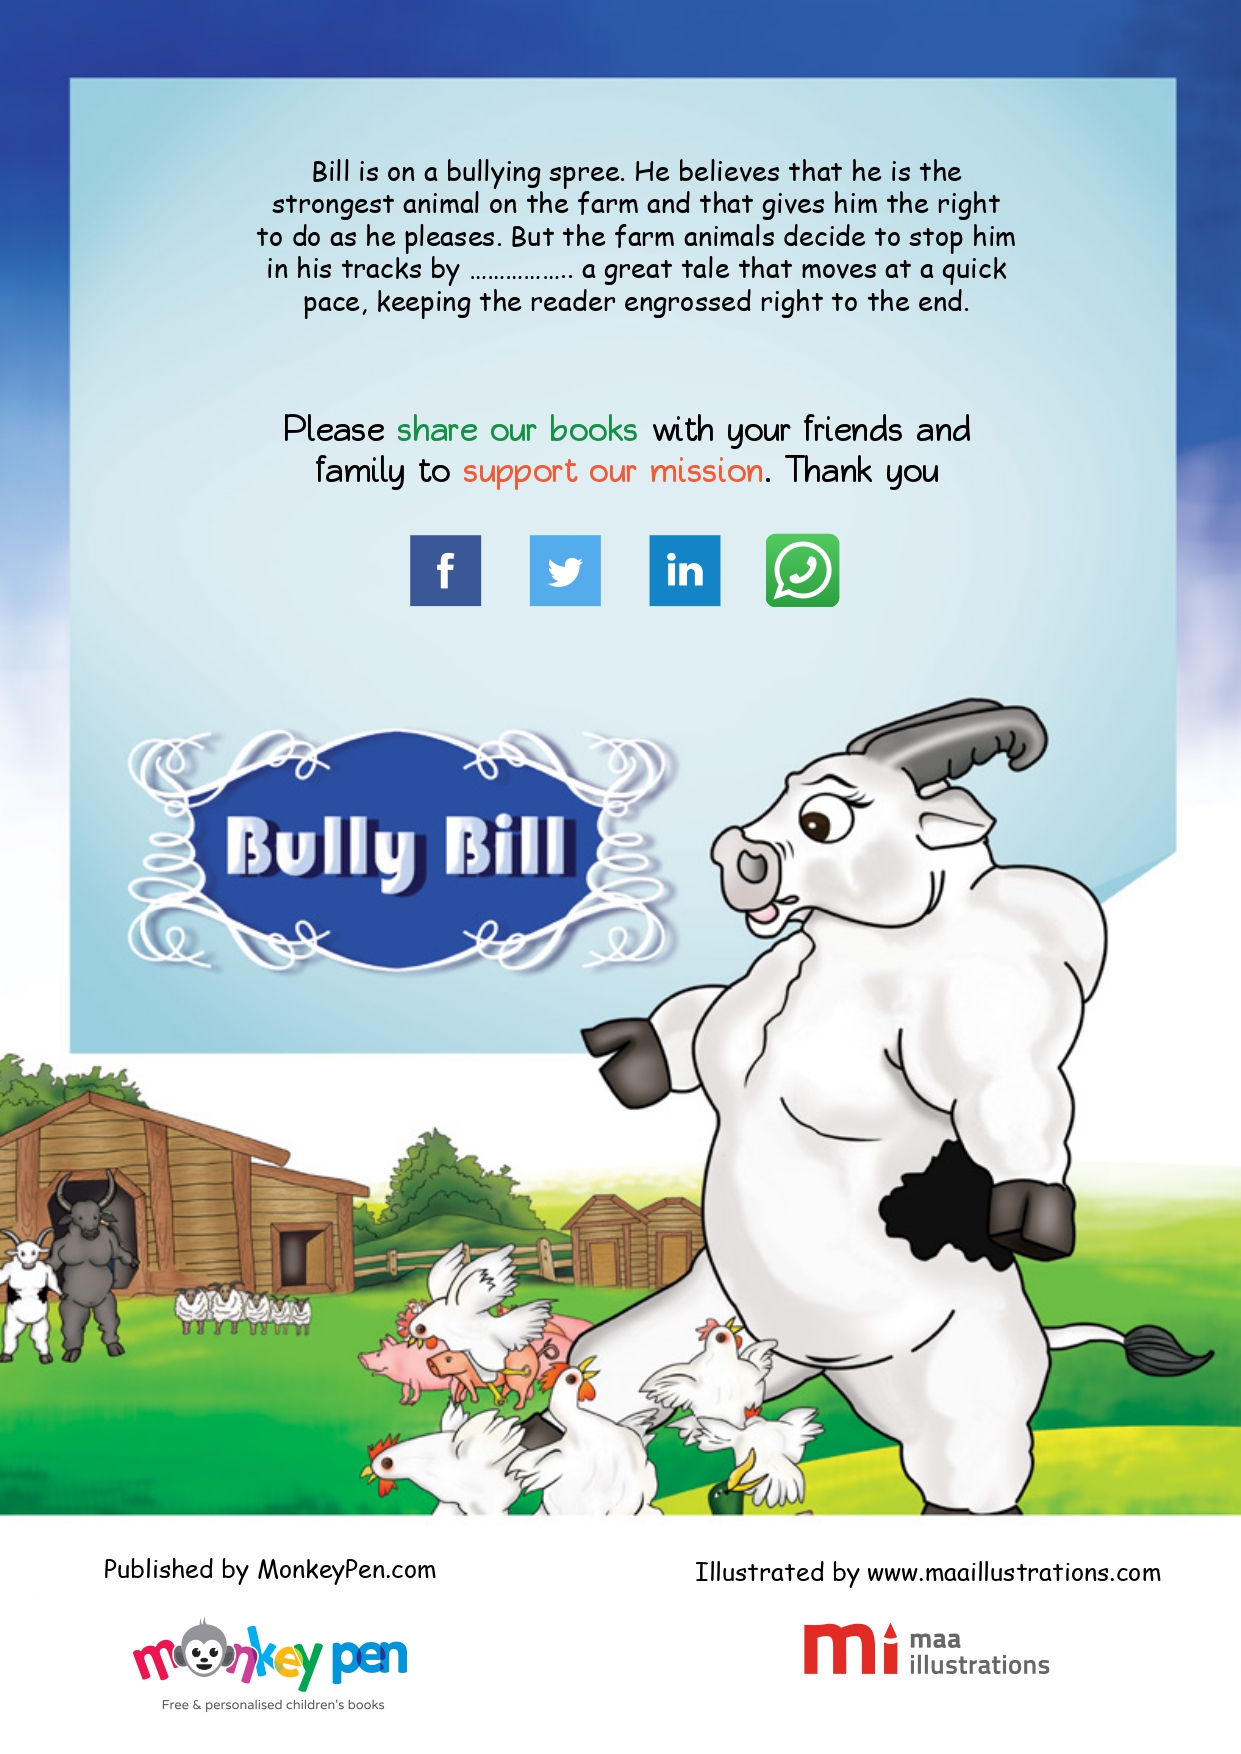 Bill is on a bullying spree. He believes that he is the
strongest animal on the farm and that gives him the right
to do as he pleases. But the farm animals decide to stop him
in his tracks by …………….. a great tale that moves at a quick
pace, keeping the reader engrossed right to the end.
Please share our books with your friends and
family to support our mission. Thank you
f
in
Bully Bill
Published by MonkeyPen.com
Illustrated by www.maaillustrations.com
monkey pen
Free & personalised children's books
mi maa
illustrations